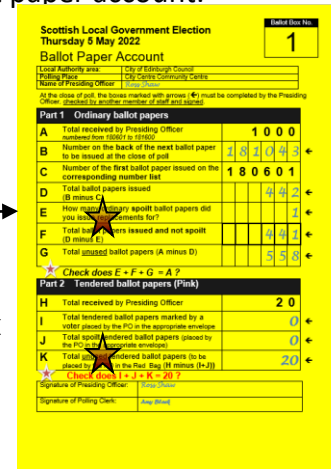 paper account.
Ballot Box No.
1
Scottish Local Government Election
Thursday 5 May 2022
Ballot Paper Account
Local Authority area: City of Edinburgh Council
Polling Place City Centre Community Centre
Name of Presiding Officer Ross Shaw
At the close of poll, the boxes marked with arrows (←) must be completed by the Presiding
Officer, checked by another member of staff and signed.
Part 1 Ordinary ballot papers
A Total received by Presiding Officer 1 0 0 0
numbered from 180601 to 181600
B Number on the back of the next ballot paper
to be issued at the close of poll 1 8 1 0 4 3 ←
C Number of the first ballot paper issued on the
corresponding number list 1 8 0 6 0 1
D Total ballot papers issued
(B minus C) 4 4 2 ←
E How many ordinary spoilt ballot papers did
you issue replacements for? 1 ←
F Total ballot papers issued and not spoilt
(D minus E) 4 4 1 ←
G Total unused ballot papers (A minus D) 5 5 8 ←
Check does E + F + G = A ?
Part 2 Tendered ballot papers (Pink)
H Total received by Presiding Officer 2 0
I Total tendered ballot papers marked by a
voter placed by the PO in the appropriate envelope 0 ←
J Total spoilt tendered ballot papers (placed by
the PO in the appropriate envelope) 0 ←
K Total unused tendered ballot papers (to be
placed by in the Red Bag (H minus (I+J)) 20 ←
Check does I + J + K = 20 ?
Signature of Presiding Officer: Ross Shaw
Signature of Polling Clerk: Amy